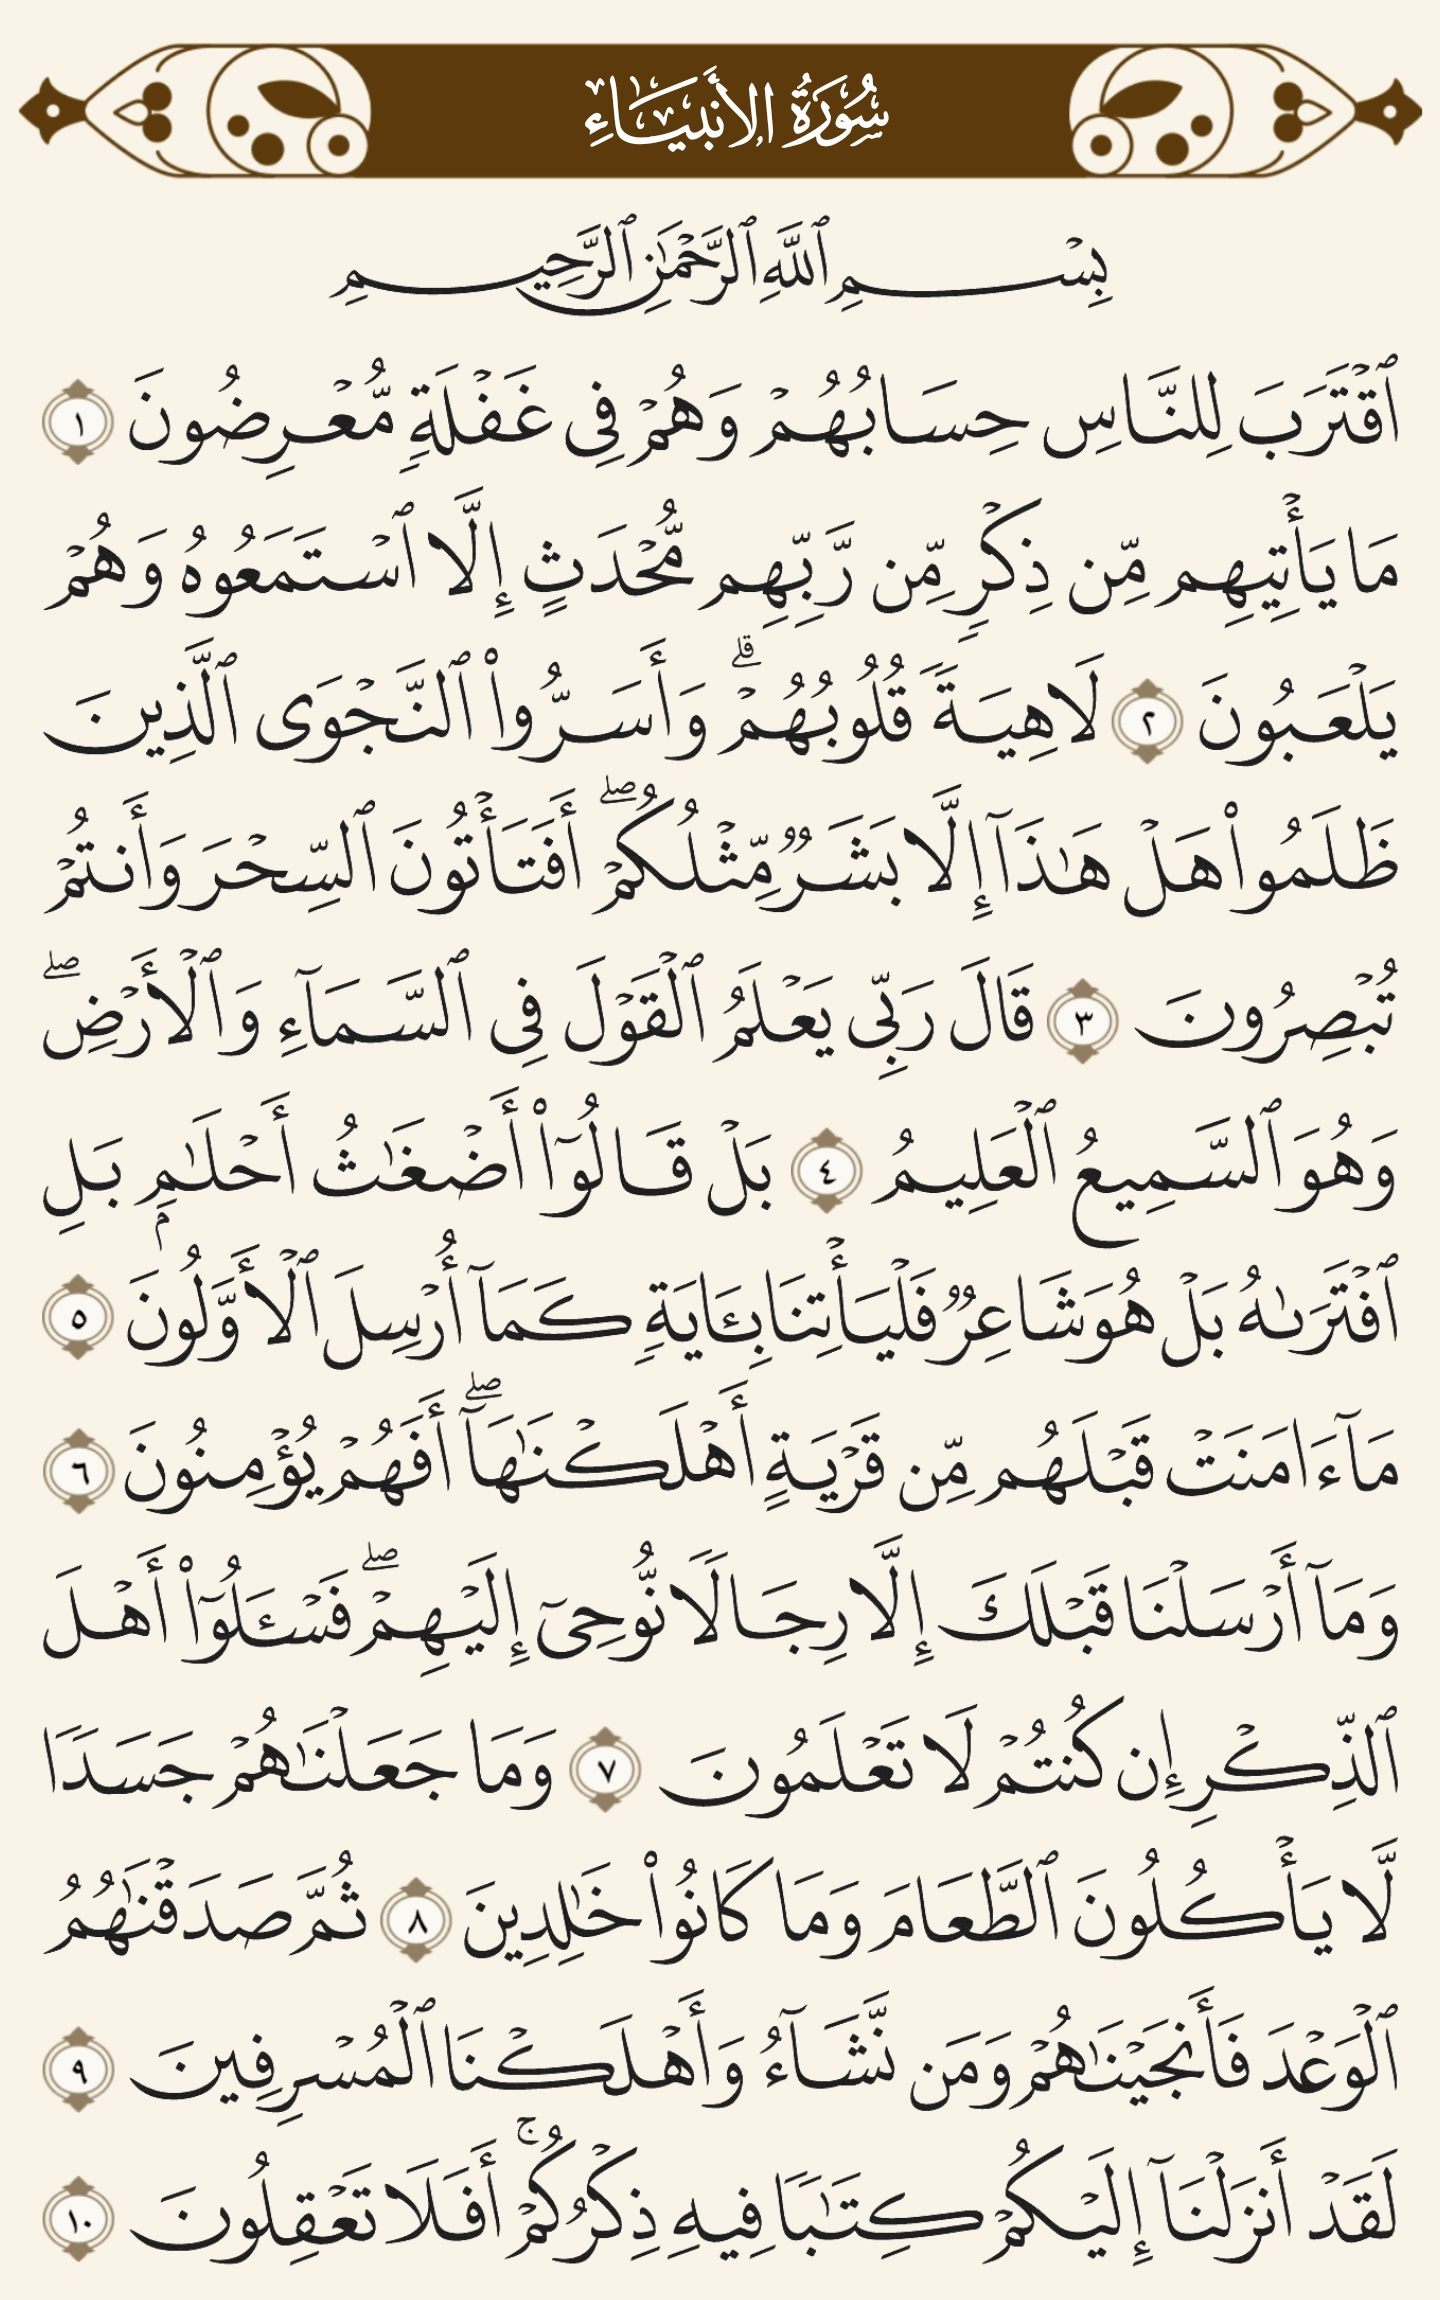 سُورَةُ الأَنبيَاءِ
بِسْمِ ٱللَّهِ ٱلرَّحْمَٰنِ ٱلرَّحِيمِ
ٱقْتَرَبَ لِلنَّاسِ حِسَابُهُمْ وَهُمْ فِى غَفْلَةٍ مُّعْرِضُونَ ١
مَا يَأْتِيهِم مِّن ذِكْرٍ مِّن رَّبِّهِم مُّحْدَثٍ إِلَّا ٱسْتَمَعُوهُ وَهُمْ
يَلْعَبُونَ ٢ لَاهِيَةً قُلُوبُهُمْ ۗ وَأَسَرُّوا۟ ٱلنَّجْوَى ٱلَّذِينَ
ظَلَمُوا۟ هَلْ هَـٰذَآ إِلَّا بَشَرٌ مِّثْلُكُمْ ۖ أَفَتَأْتُونَ ٱلسِّحْرَ وَأَنتُمْ
تُبْصِرُونَ ٣ قَالَ رَبِّى يَعْلَمُ ٱلْقَوْلَ فِى ٱلسَّمَآءِ وَٱلْأَرْضِ ۖ
وَهُوَ ٱلسَّمِيعُ ٱلْعَلِيمُ ٤ بَلْ قَالُوٓا۟ أَضْغَـٰثُ أَحْلَـٰمٍۭ بَلِ
ٱفْتَرَىٰهُ بَلْ هُوَ شَاعِرٌ فَلْيَأْتِنَا بِـَٔايَةٍ كَمَآ أُرْسِلَ ٱلْأَوَّلُونَ ٥
مَآ ءَامَنَتْ قَبْلَهُم مِّن قَرْيَةٍ أَهْلَكْنَـٰهَآ ۖ أَفَهُمْ يُؤْمِنُونَ ٦
وَمَآ أَرْسَلْنَا قَبْلَكَ إِلَّا رِجَالًا نُّوحِىٓ إِلَيْهِمْ ۖ فَسْـَٔلُوٓا۟ أَهْلَ
ٱلذِّكْرِ إِن كُنتُمْ لَا تَعْلَمُونَ ٧ وَمَا جَعَلْنَـٰهُمْ جَسَدًا
لَّا يَأْكُلُونَ ٱلطَّعَامَ وَمَا كَانُوا۟ خَـٰلِدِينَ ٨ ثُمَّ صَدَقْنَـٰهُمُ
ٱلْوَعْدَ فَأَنجَيْنَـٰهُمْ وَمَن نَّشَآءُ وَأَهْلَكْنَا ٱلْمُسْرِفِينَ ٩
لَقَدْ أَنزَلْنَآ إِلَيْكُمْ كِتَـٰبًا فِيهِ ذِكْرُكُمْ ۚ أَفَلَا تَعْقِلُونَ ١٠